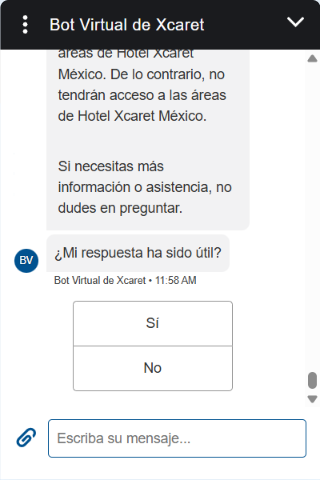 Bot Virtual de Xcaret
áreas de Hotel Xcaret
México. De lo contrario, no
tendrán acceso a las áreas
de Hotel Xcaret México.
Si necesitas más
información o asistencia, no
dudes en preguntar.
BV
¿Mi respuesta ha sido útil?
Bot Virtual de Xcaret • 11:58 AM
Sí
No
Escriba su mensaje...